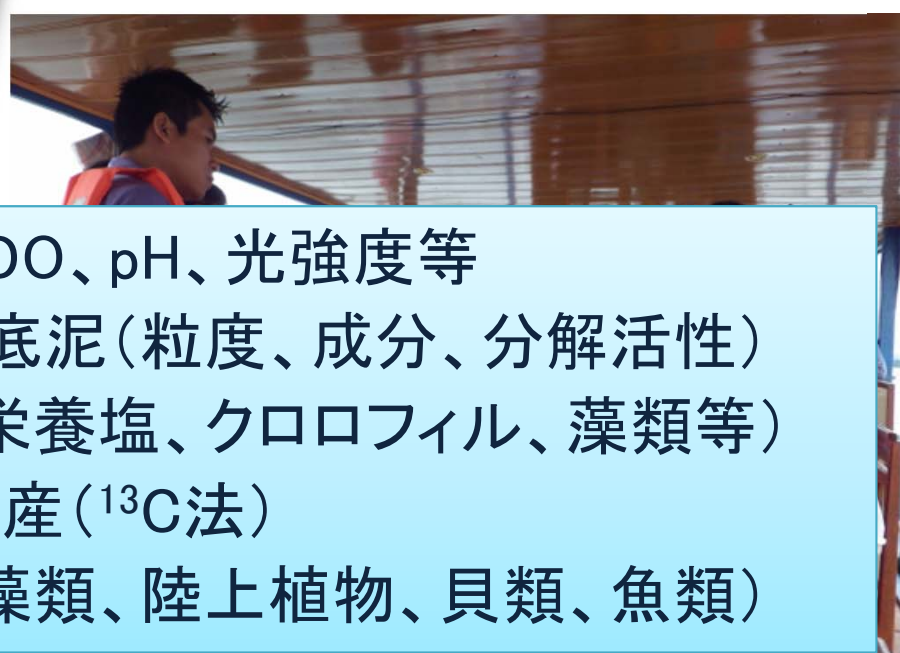 DO、pH、光強度等
底泥（粒度、成分、分解活性）
栄養塩、クロロフィル、藻類等）
産（¹³C法）
藻類、陸上植物、貝類、魚類）